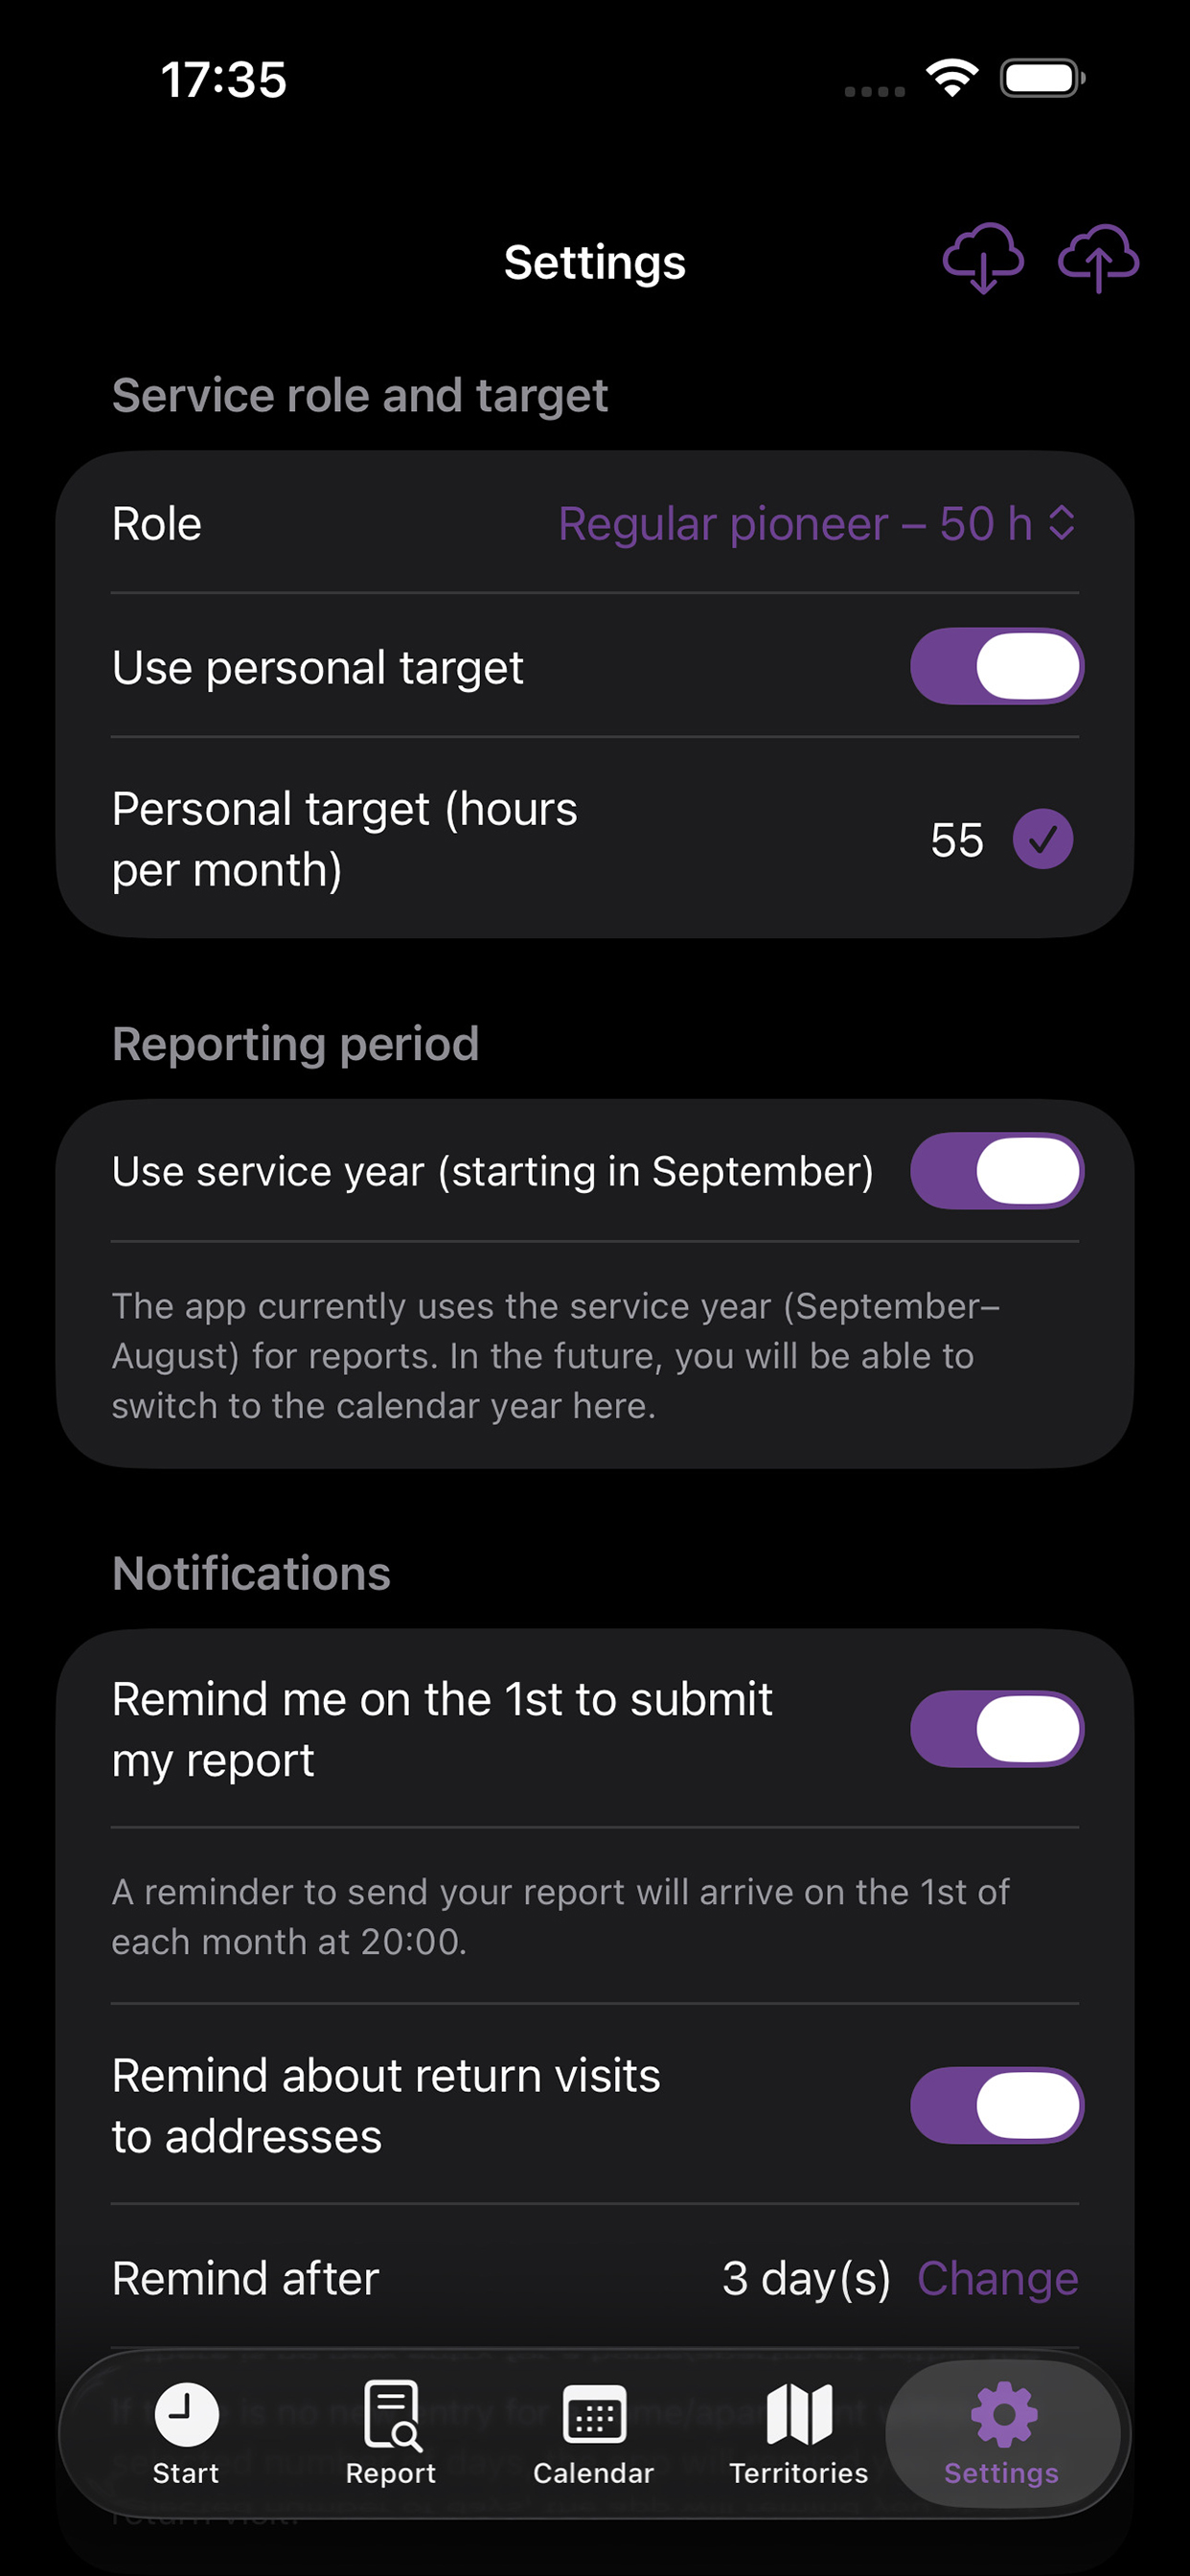 17:35
Settings
Service role and target
Role
Regular pioneer – 50 h
Use personal target
Personal target (hours
per month)
55
Reporting period
Use service year (starting in September)
The app currently uses the service year (September–
August) for reports. In the future, you will be able to
switch to the calendar year here.
Notifications
Remind me on the 1st to submit
my report
A reminder to send your report will arrive on the 1st of
each month at 20:00.
Remind about return visits
to addresses
Remind after
3 day(s) Change
Start
Report
Calendar
Territories
Settings